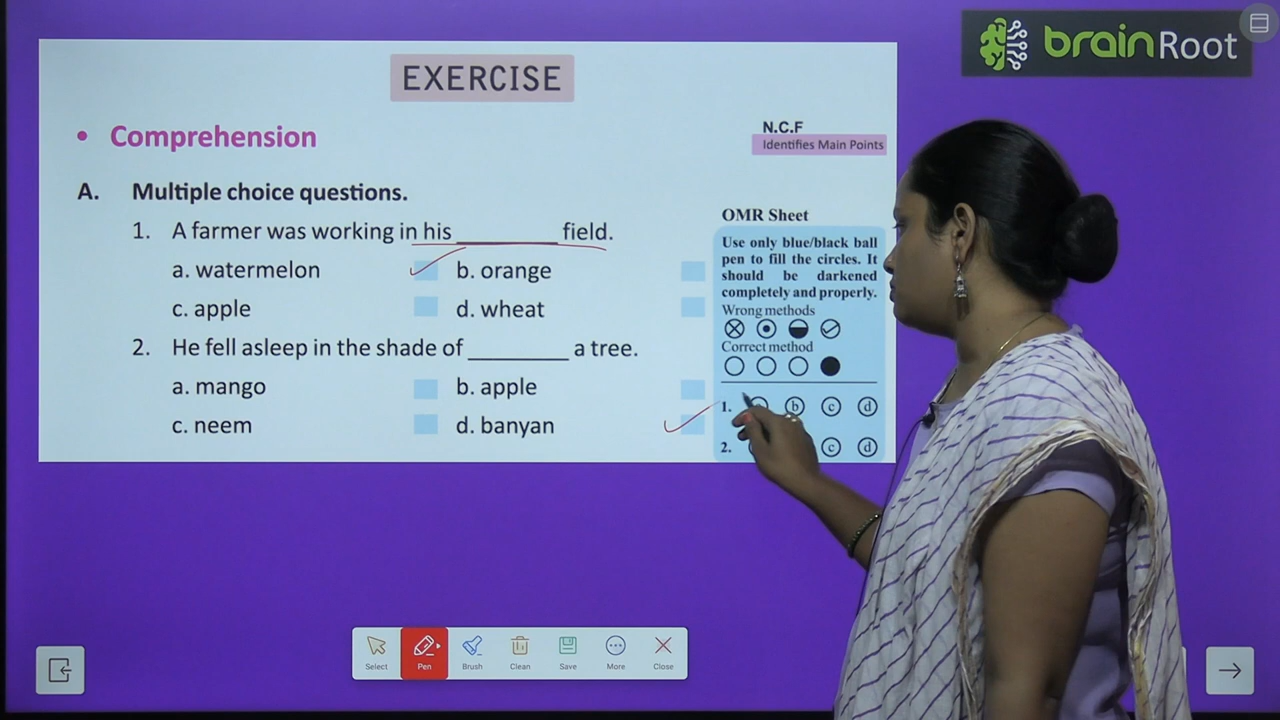 brainRoot
EXERCISE
• Comprehension
N.C.F
Identifies Main Points
A. Multiple choice questions.
1. A farmer was working in his ________ field.
a. watermelon b. orange
c. apple d. wheat
2. He fell asleep in the shade of ________ a tree.
a. mango b. apple
c. neem d. banyan
OMR Sheet
Use only blue/black ball
pen to fill the circles. It
should be darkened
completely and properly.
Wrong methods
Correct method
1. b c d
2. c d
Select Pen Brush Clean Save More Close